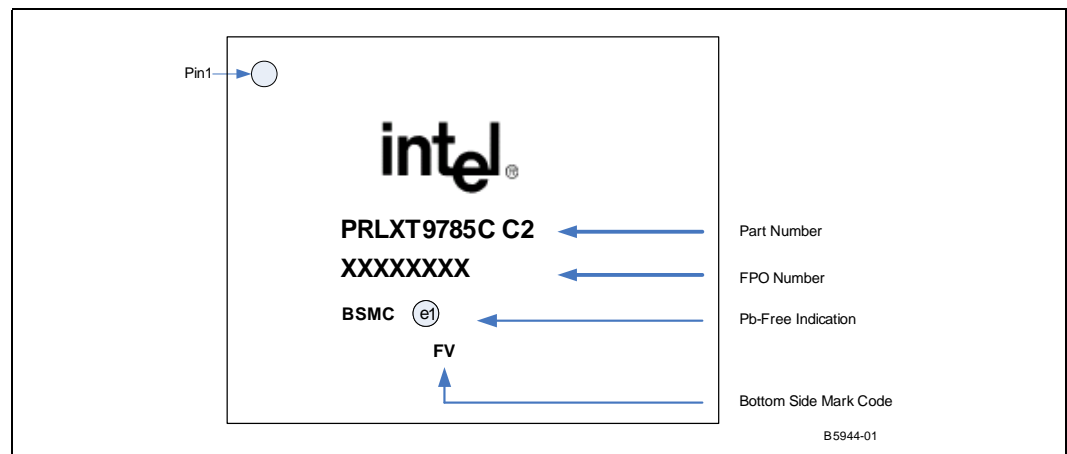 Pin1
intel®
PRLXT9785C C2
Part Number
XXXXXXXX
FPO Number
BSMC e1
Pb-Free Indication
FV
Bottom Side Mark Code
B5944-01